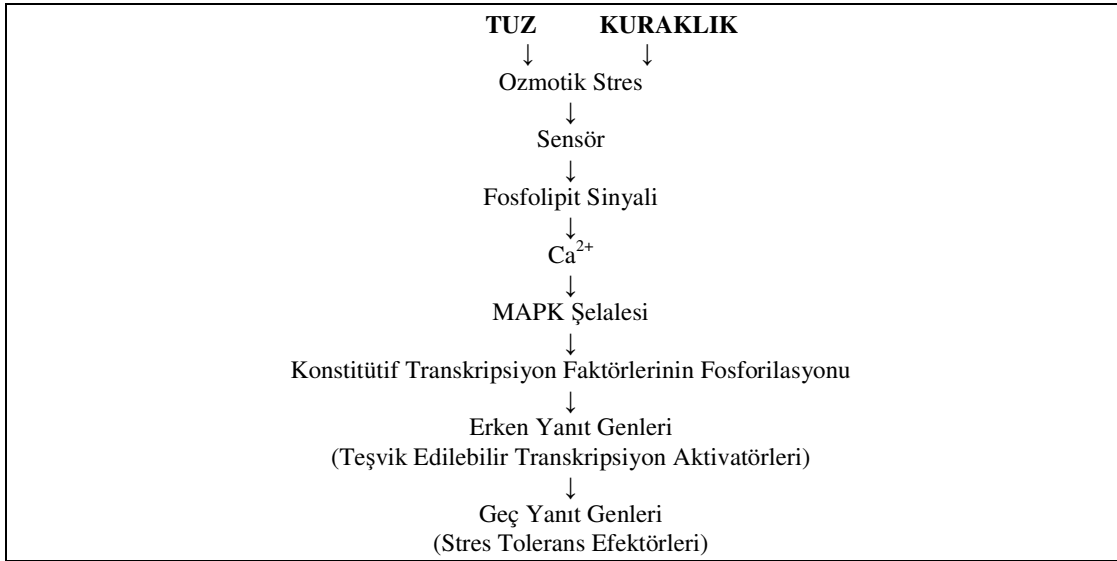 TUZ KURAKLIK
↓ ↓
Ozmotik Stres
↓
Sensör
↓
Fosfolipit Sinyali
↓
Ca²⁺
↓
MAPK Şelalesi
↓
Konstitütif Transkripsiyon Faktörlerinin Fosforilasyonu
↓
Erken Yanıt Genleri
(Teşvik Edilebilir Transkripsiyon Aktivatörleri)
↓
Geç Yanıt Genleri
(Stres Tolerans Efektörleri)